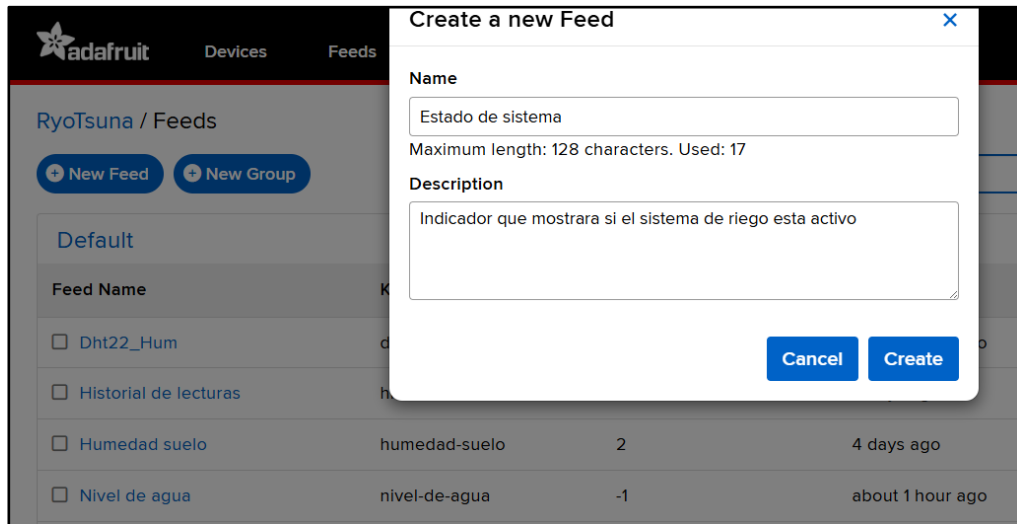 Create a new Feed
×
adafruit Devices Feeds
Name
Estado de sistema
Maximum length: 128 characters. Used: 17
Description
Indicador que mostrara si el sistema de riego esta activo
Cancel Create
RyoTsuna / Feeds
New Feed New Group
Default
Feed Name
Dht22_Hum
Historial de lecturas
Humedad suelo humedad-suelo 2 4 days ago
Nivel de agua nivel-de-agua -1 about 1 hour ago